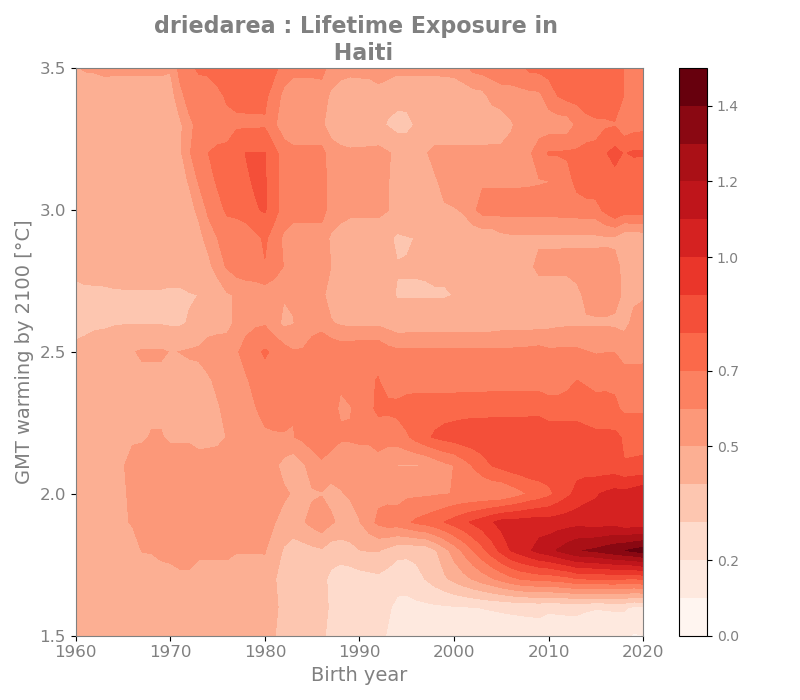 driedarea : Lifetime Exposure in
Haiti
GMT warming by 2100 [°C]
3.5
3.0
2.5
2.0
1.5
1960 1970 1980 1990 2000 2010 2020
Birth year
1.4
1.2
1.0
0.7
0.5
0.2
0.0